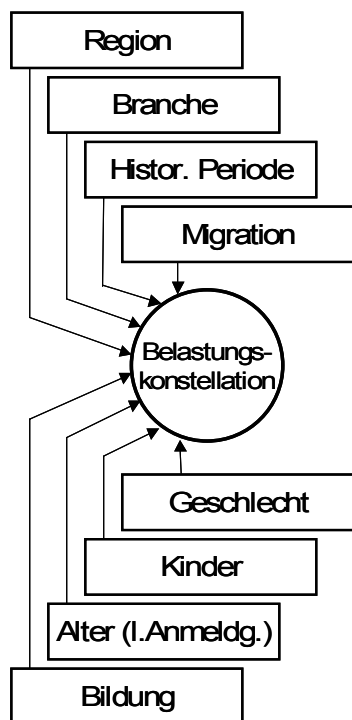 Region
Branche
Histor. Periode
Migration
Belastungs-
konstellation
Geschlecht
Kinder
Alter (l.Anmeldg.)
Bildung